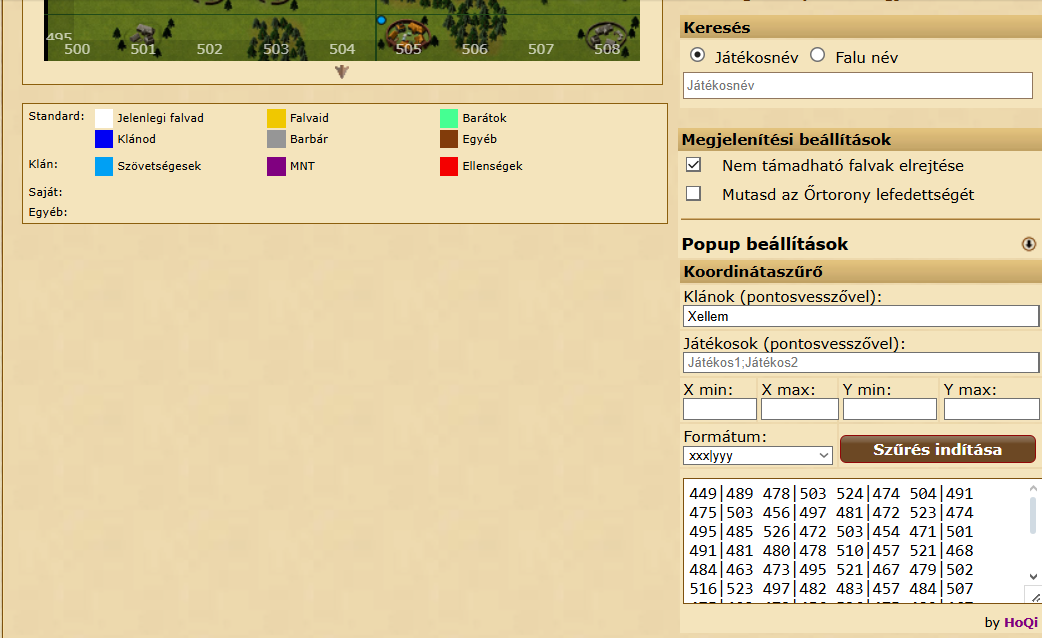 495
500 501 502 503 504 505 506 507 508
Standard: Jelenlegi falvad Falvaid Barátok
Klánod Barbár Egyéb
Klán: Szövetségesek MNT Ellenségek
Saját:
Egyéb:
Keresés
Játékosnév Falu név
Játékosnév
Megjelenítési beállítások
Nem támadható falvak elrejtése
Mutasd az Őrtorony lefedettségét
Popup beállítások
Koordinátaszűrő
Klánok (pontosvesszővel):
Xellem
Játékosok (pontosvesszővel):
Játékos1;Játékos2
X min: X max: Y min: Y max:
Formátum:
xxx|yyy
Szűrés indítása
449|489 478|503 524|474 504|491
475|503 456|497 481|472 523|474
495|485 526|472 503|454 471|501
491|481 480|478 510|457 521|468
484|463 473|495 521|467 479|502
516|523 497|482 483|457 484|507
by HoQi